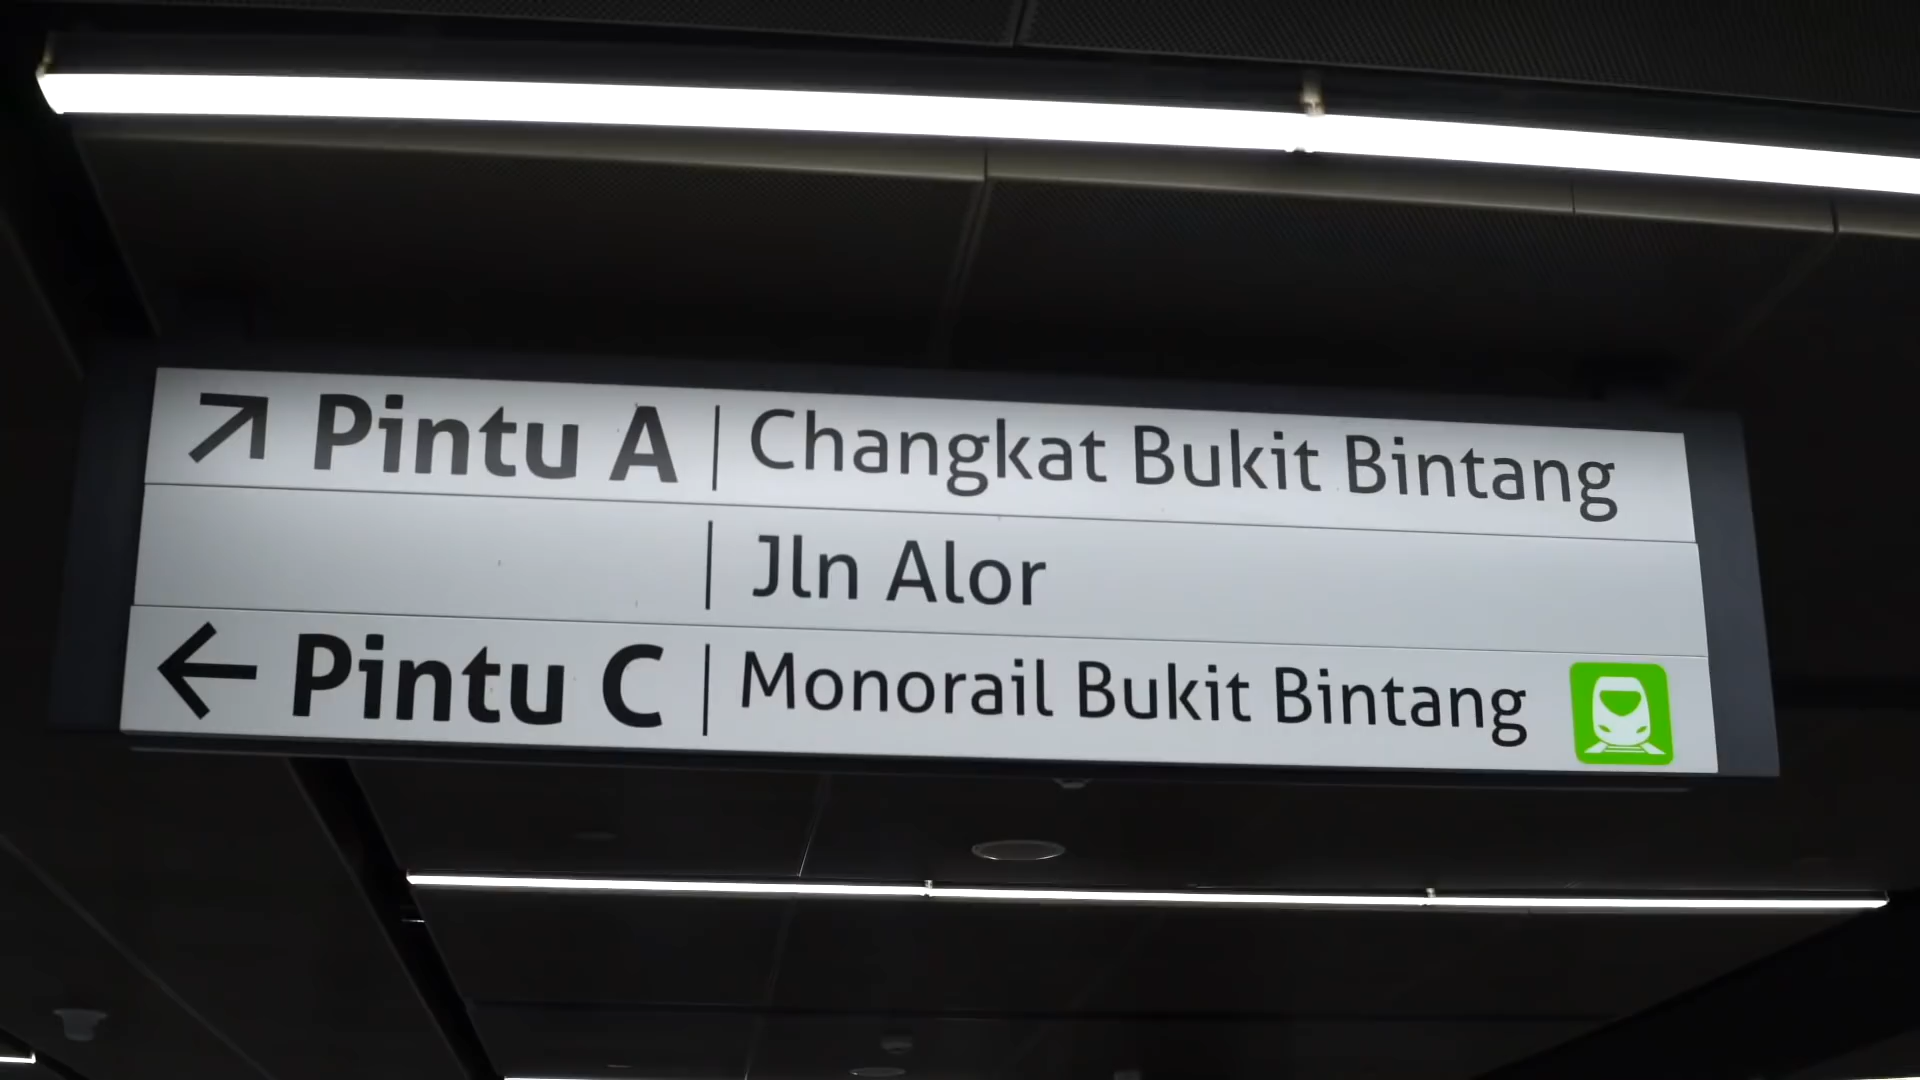 Pintu A Changkat Bukit Bintang
Jln Alor
Pintu C Monorail Bukit Bintang